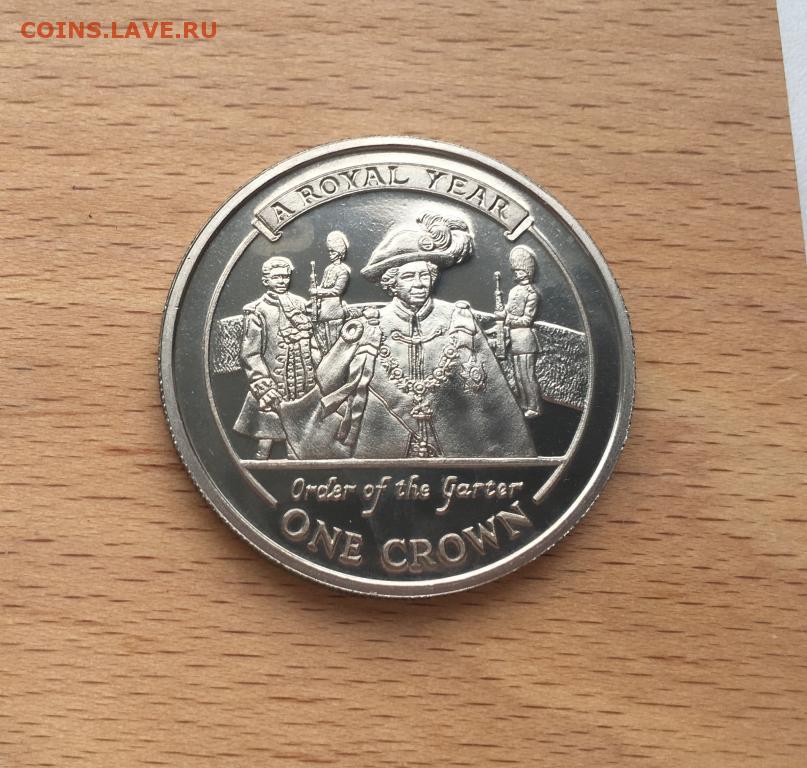 COINS.LAVE.RU
A ROYAL YEAR
Order of the Garter
ONE CROWN